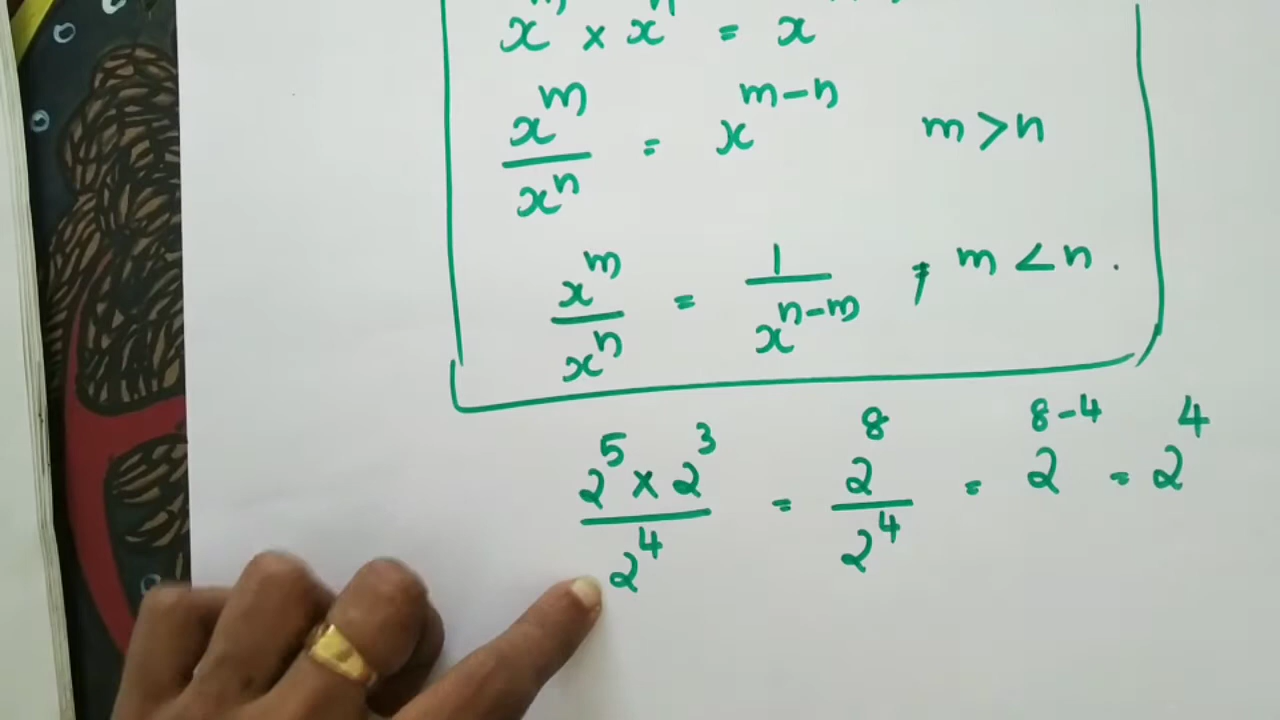 x^m × x^n = x
x^m / x^n = x^(m-n) m > n
x^m / x^n = 1 / x^(n-m) , m < n .
2^5 × 2^3 / 2^4 = 2^8 / 2^4 = 2^(8-4) = 2^4